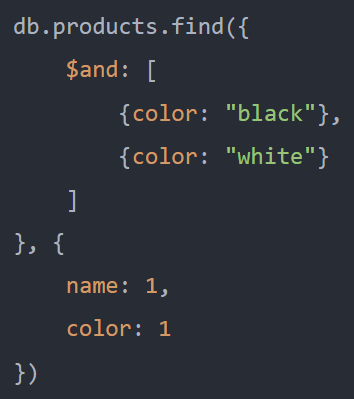 db.products.find({
    $and: [
        {color: "black"},
        {color: "white"}
    ]
}, {
    name: 1,
    color: 1
})